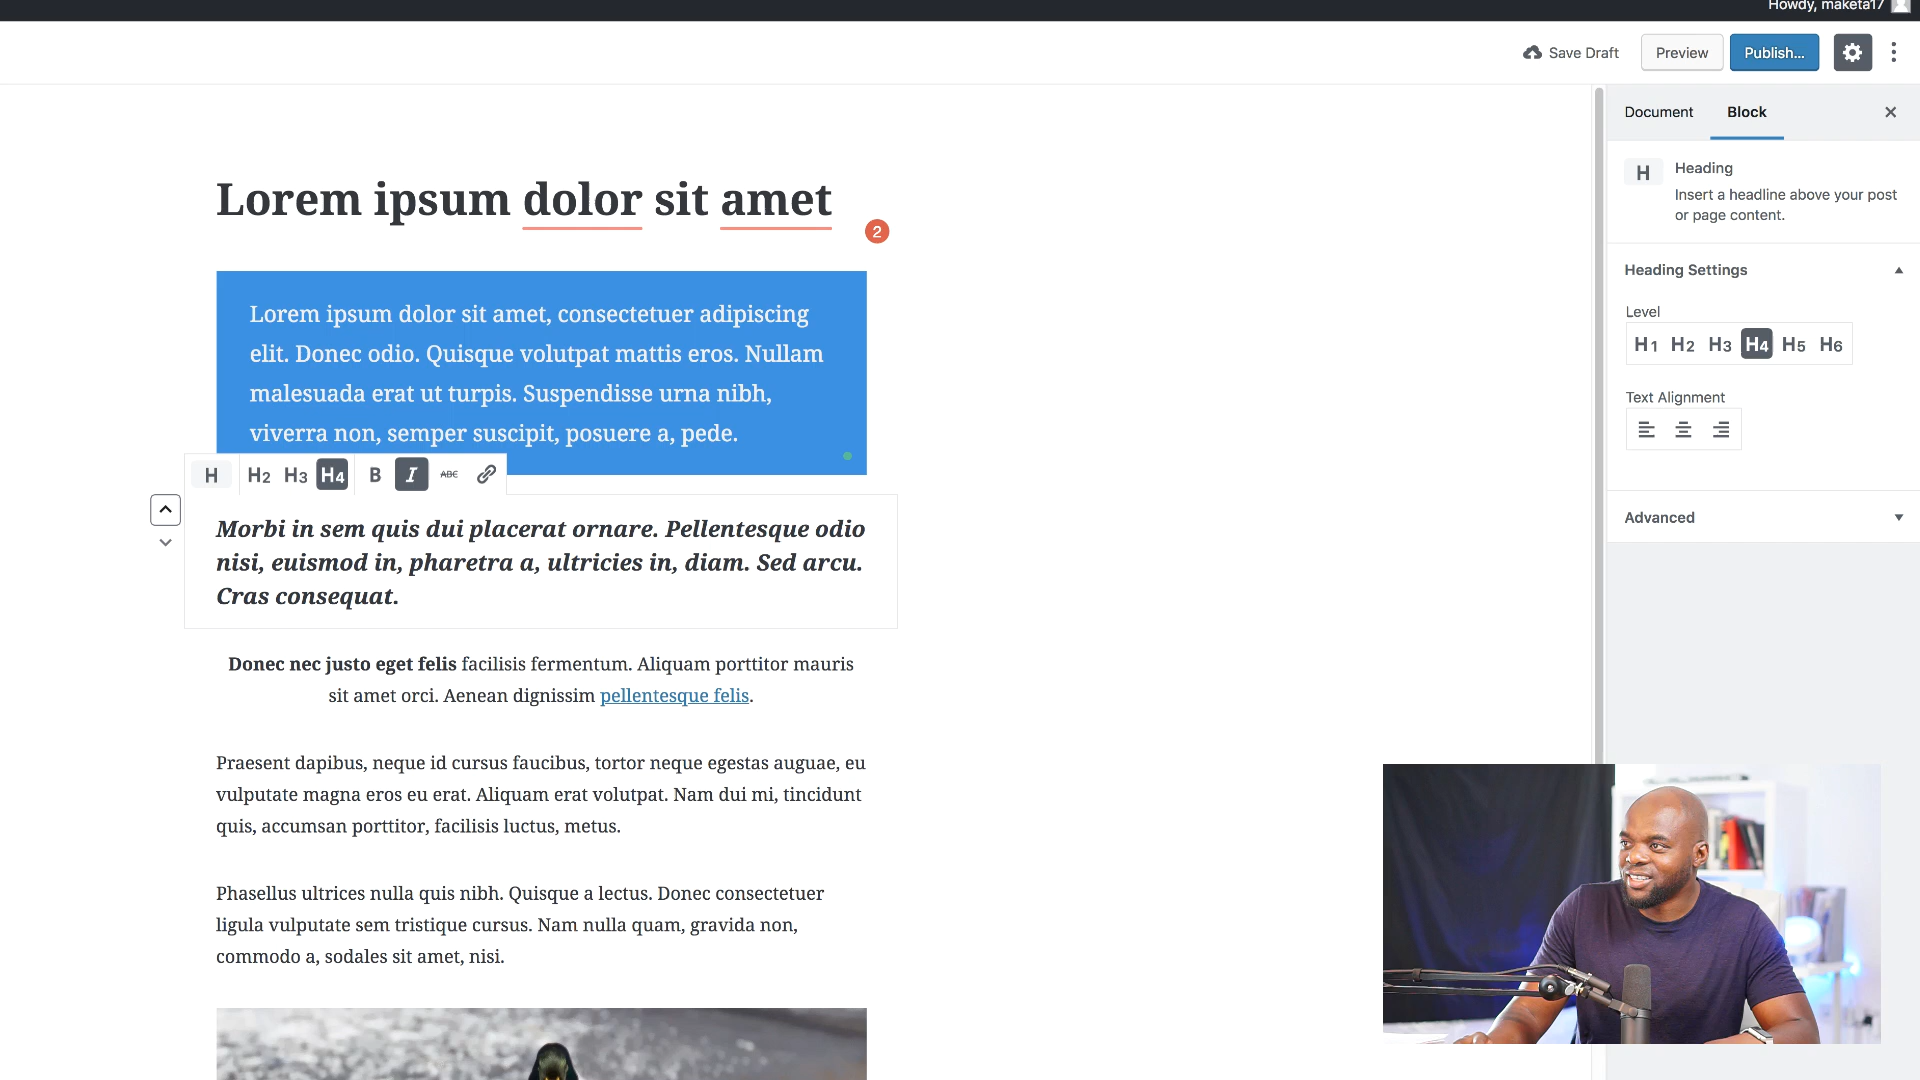 Howdy, maketa17
Save Draft
Preview
Publish...
Document
Block
Heading
Insert a headline above your post
or page content.
Heading Settings
Level
H1 H2 H3 H4 H5 H6
Text Alignment
Advanced
Lorem ipsum dolor sit amet
2
Lorem ipsum dolor sit amet, consectetuer adipiscing
elit. Donec odio. Quisque volutpat mattis eros. Nullam
malesuada erat ut turpis. Suspendisse urna nibh,
viverra non, semper suscipit, posuere a, pede.
H H2 H3 H4 B I ABC
Morbi in sem quis dui placerat ornare. Pellentesque odio
nisi, euismod in, pharetra a, ultricies in, diam. Sed arcu.
Cras consequat.
Donec nec justo eget felis facilisis fermentum. Aliquam porttitor mauris
sit amet orci. Aenean dignissim pellentesque felis.
Praesent dapibus, neque id cursus faucibus, tortor neque egestas auguae, eu
vulputate magna eros eu erat. Aliquam erat volutpat. Nam dui mi, tincidunt
quis, accumsan porttitor, facilisis luctus, metus.
Phasellus ultrices nulla quis nibh. Quisque a lectus. Donec consectetuer
ligula vulputate sem tristique cursus. Nam nulla quam, gravida non,
commodo a, sodales sit amet, nisi.